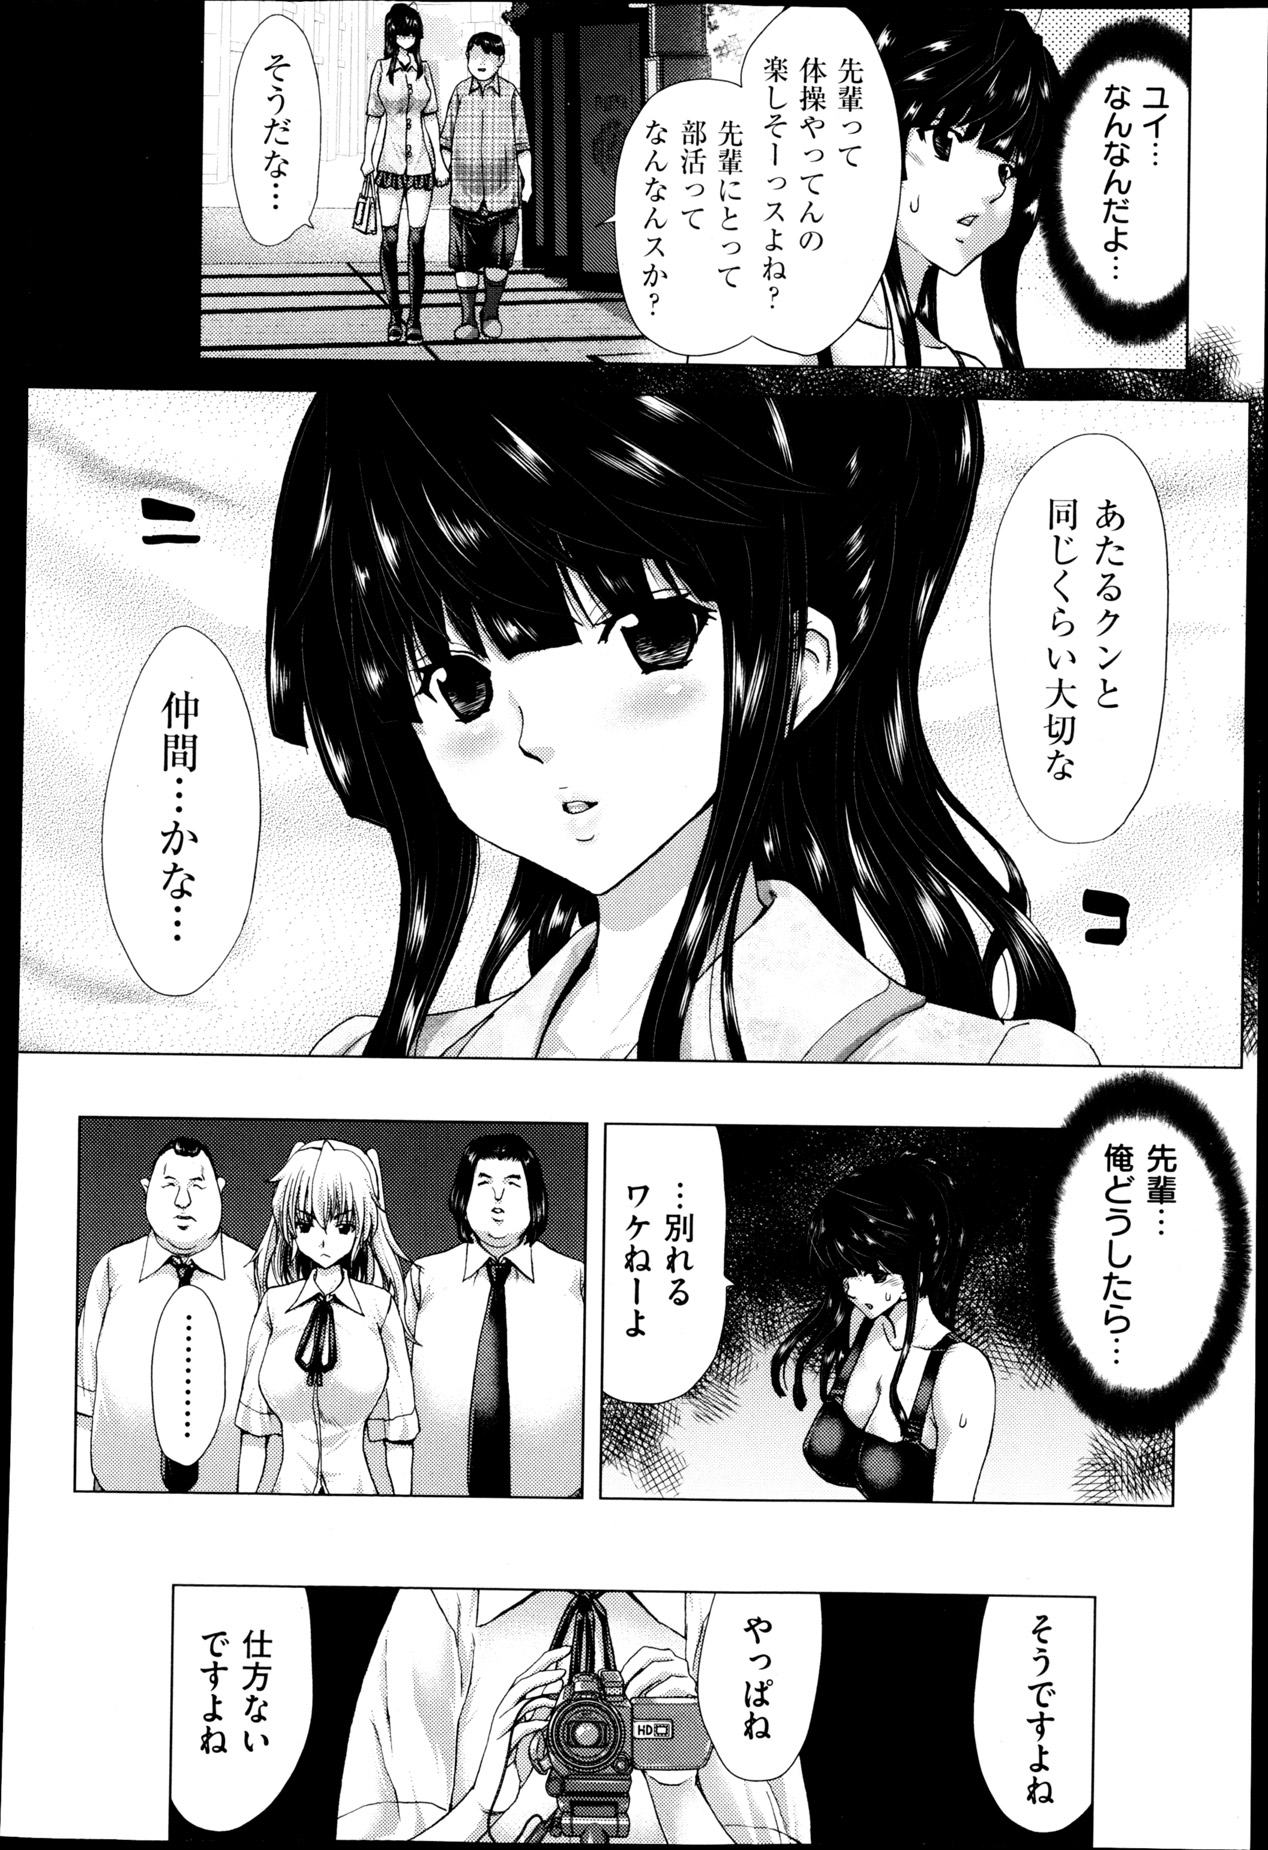 ユイ…
なんなんだよ…
先輩って
体操やってんの
楽しそーっスよね?
先輩にとって
部活って
なんなんスか?
そうだな…
あたるクンと
同じくらい大切な
ニコ
仲間…かな…
先輩…
俺どうしたら…
…別れる
ワケねーよ
…………
そうですよね
やっぱね
HD
仕方ない
ですよね